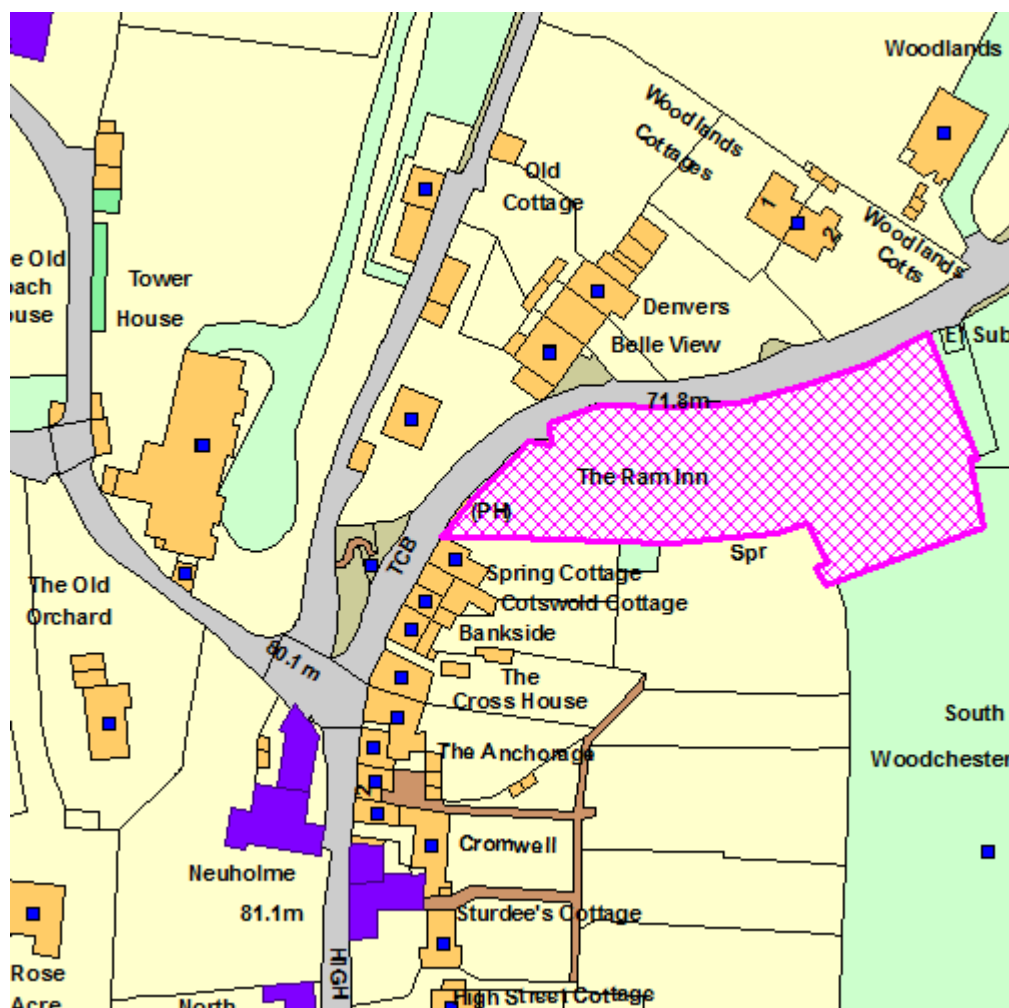 Woodlands
Woodlands
Cottages
Old
Cottage
1
2
Woodlands
Cotts
e Old
oach
ouse
Tower
House
Denvers
Belle View
El Sub
71.8m
The Ram Inn
(PH)
TCB
Spr
Spring Cottage
Cotswold Cottage
Bankside
The Old
Orchard
80.1m
The
Cross House
South
Woodchester
The Anchorage
2
Cromwell
Neuholme
81.1m
Sturdee's Cottage
HIGH
Rose
Acre
North
High Street Cottage